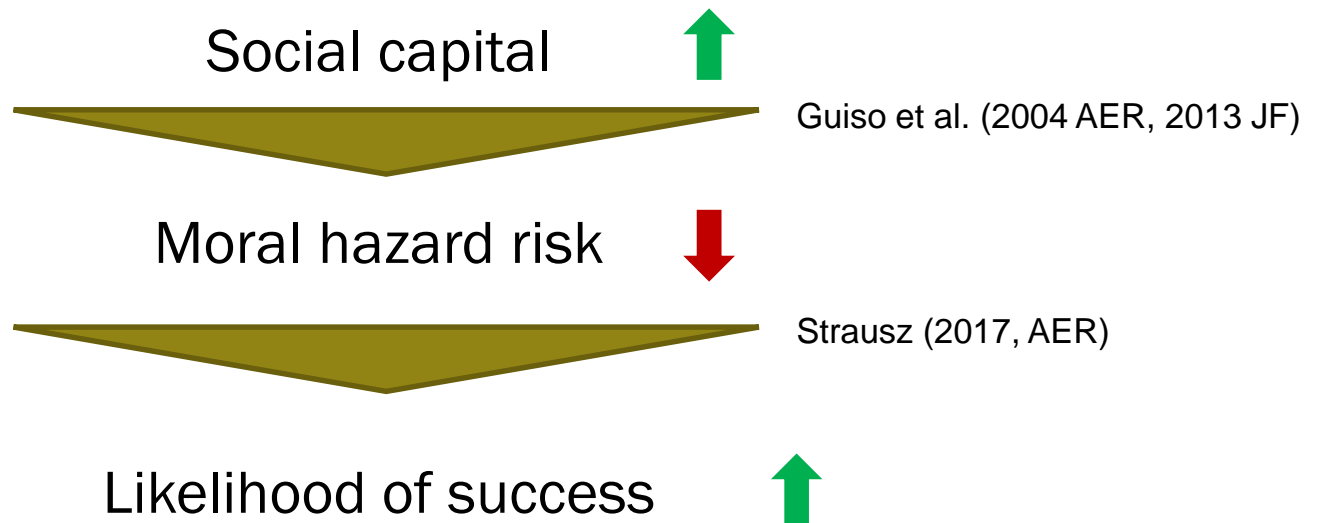 Social capital
Guiso et al. (2004 AER, 2013 JF)
Moral hazard risk
Strausz (2017, AER)
Likelihood of success